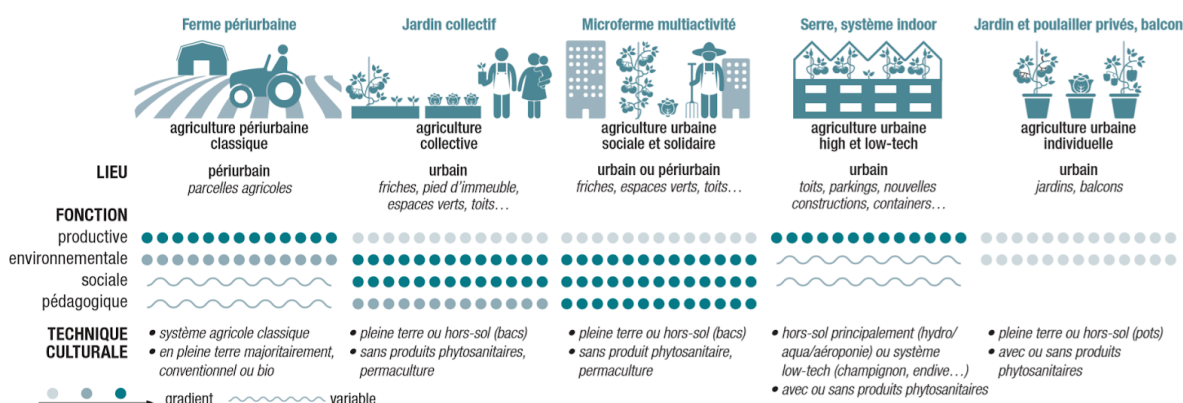 Ferme périurbaine
Jardin collectif
Microferme multiactivité
Serre, système indoor
Jardin et poulailler privés, balcon
agriculture périurbaine
classique
agriculture
collective
agriculture urbaine
sociale et solidaire
agriculture urbaine
high et low-tech
agriculture urbaine
individuelle
LIEU
périurbain
parcelles agricoles
urbain
friches, pied d’immeuble,
espaces verts, toits…
urbain ou périurbain
friches, espaces verts, toits…
urbain
toits, parkings, nouvelles
constructions, containers…
urbain
jardins, balcons
FONCTION
productive
environnementale
sociale
pédagogique
TECHNIQUE
CULTURALE
• système agricole classique
• en pleine terre majoritairement,
conventionnel ou bio
• pleine terre ou hors-sol (bacs)
• sans produits phytosanitaires,
permaculture
• pleine terre ou hors-sol (bacs)
• sans produit phytosanitaire,
permaculture
• hors-sol principalement (hydro/
aqua/aéroponie) ou système
low-tech (champignon, endive…)
• avec ou sans produits phytosanitaires
• pleine terre ou hors-sol (pots)
• avec ou sans produits
phytosanitaires
gradient
variable